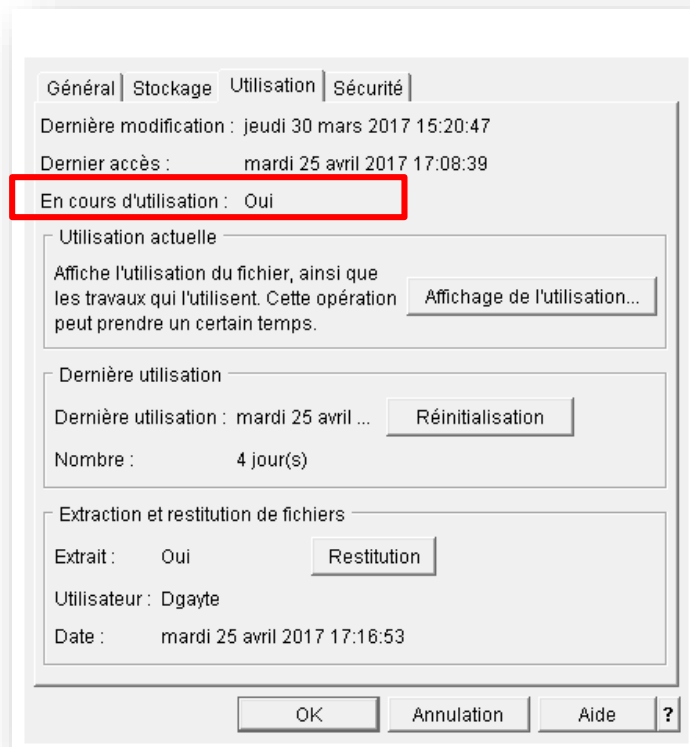 Général Stockage Utilisation Sécurité
Dernière modification : jeudi 30 mars 2017 15:20:47
Dernier accès : mardi 25 avril 2017 17:08:39
En cours d'utilisation : Oui
Utilisation actuelle
Affiche l'utilisation du fichier, ainsi que
les travaux qui l'utilisent. Cette opération
peut prendre un certain temps.
Affichage de l'utilisation...
Dernière utilisation
Dernière utilisation : mardi 25 avril ... Réinitialisation
Nombre : 4 jour(s)
Extraction et restitution de fichiers
Extrait : Oui Restitution
Utilisateur : Dgayte
Date : mardi 25 avril 2017 17:16:53
OK Annulation Aide ?